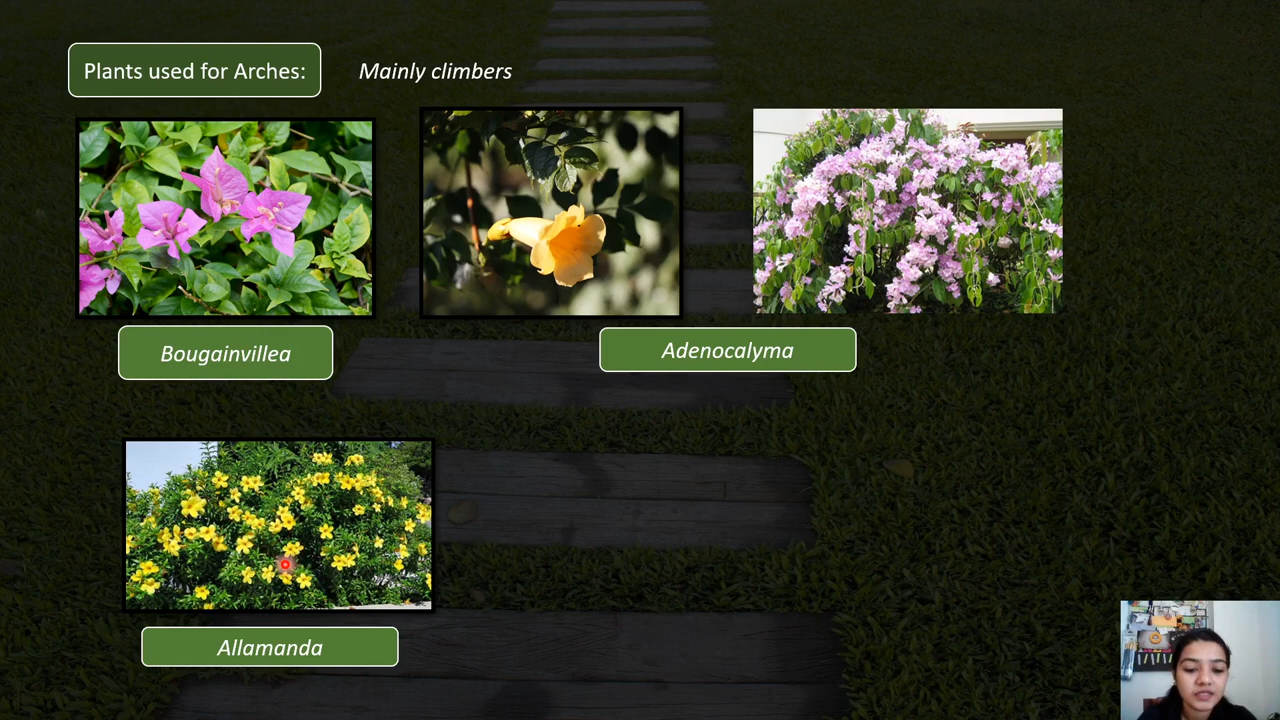 Plants used for Arches:
Mainly climbers
Bougainvillea
Adenocalyma
Allamanda